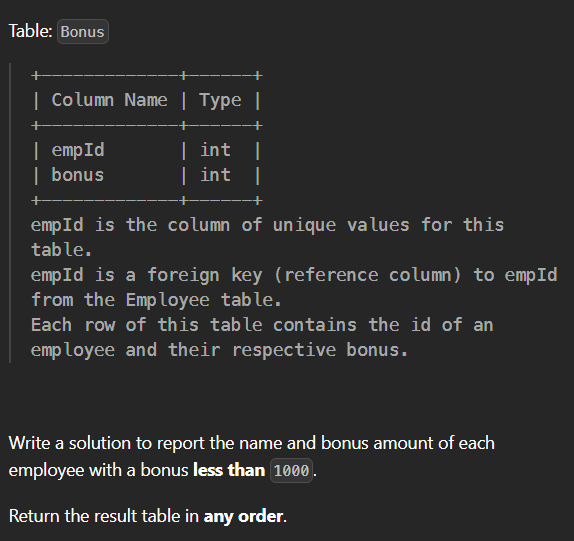 Table: Bonus
+-------------+------+
| Column Name | Type |
+-------------+------+
| empId       | int  |
| bonus       | int  |
+-------------+------+
empId is the column of unique values for this
table.
empId is a foreign key (reference column) to empId
from the Employee table.
Each row of this table contains the id of an
employee and their respective bonus.
Write a solution to report the name and bonus amount of each
employee with a bonus less than 1000.
Return the result table in any order.